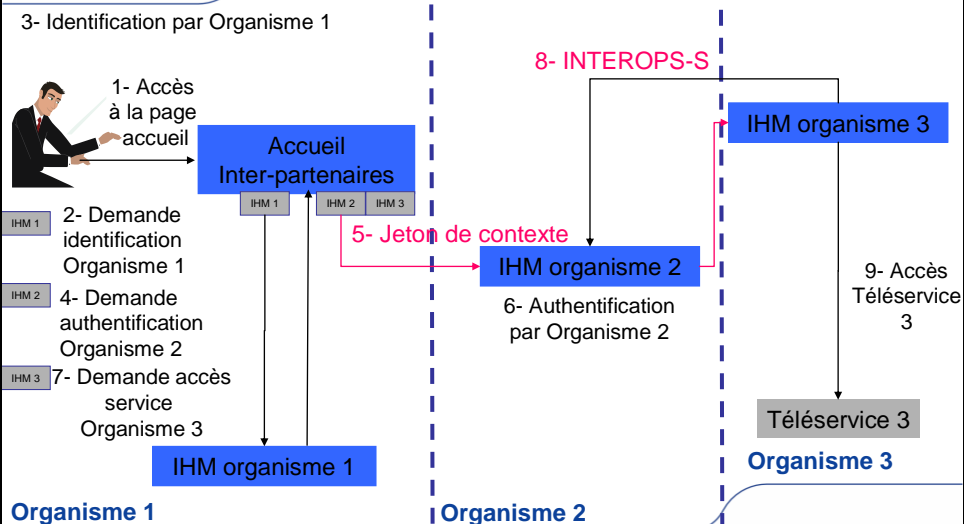 3- Identification par Organisme 1
1- Accès
à la page
accueil
Accueil
Inter-partenaires
IHM 1
IHM 2
IHM 3
IHM 1
2- Demande
identification
Organisme 1
IHM 2
4- Demande
authentification
Organisme 2
IHM 3
7- Demande accès
service
Organisme 3
IHM organisme 1
Organisme 1
5- Jeton de contexte
IHM organisme 2
6- Authentification
par Organisme 2
Organisme 2
8- INTEROPS-S
IHM organisme 3
9- Accès
Téléservice
3
Téléservice 3
Organisme 3